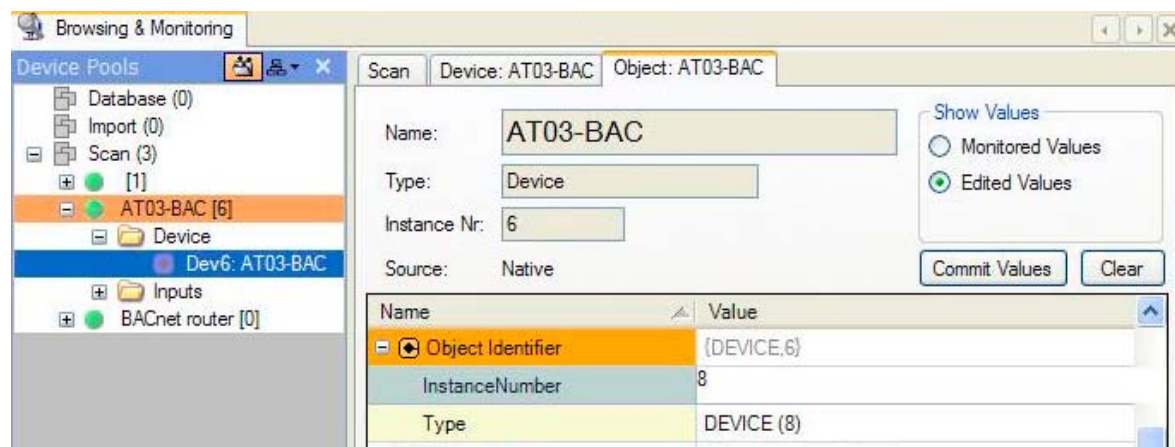 Browsing & Monitoring
Device Pools
Database (0)
Import (0)
Scan (3)
[1]
AT03-BAC [6]
Device
Dev6: AT03-BAC
Inputs
BACnet router [0]
Scan Device: AT03-BAC Object: AT03-BAC
Name: AT03-BAC
Type: Device
Instance Nr: 6
Source: Native
Show Values
Monitored Values
Edited Values
Commit Values Clear
Name Value
Object Identifier {DEVICE,6}
InstanceNumber 8
Type DEVICE (8)